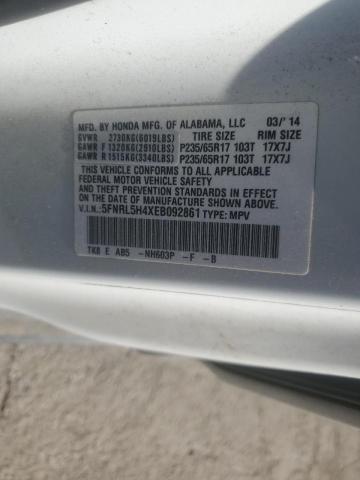 MFD. BY HONDA MFG. OF ALABAMA, LLC 03/'14
GVWR 2730KG(6019LBS) TIRE SIZE RIM SIZE
GAWR F 1320KG(2910LBS) P235/65R17 103T 17X7J
GAWR R 1515KG(3340LBS) P235/65R17 103T 17X7J
THIS VEHICLE CONFORMS TO ALL APPLICABLE
FEDERAL MOTOR VEHICLE SAFETY AND
THEFT PREVENTION STANDARDS IN EFFECT ON
THE DATE OF MANUFACTURE SHOWN ABOVE.
V.I.N.:5FNRL5H4XEB092861 TYPE: MPV
TK8 E AB5 -NH603P -F -B